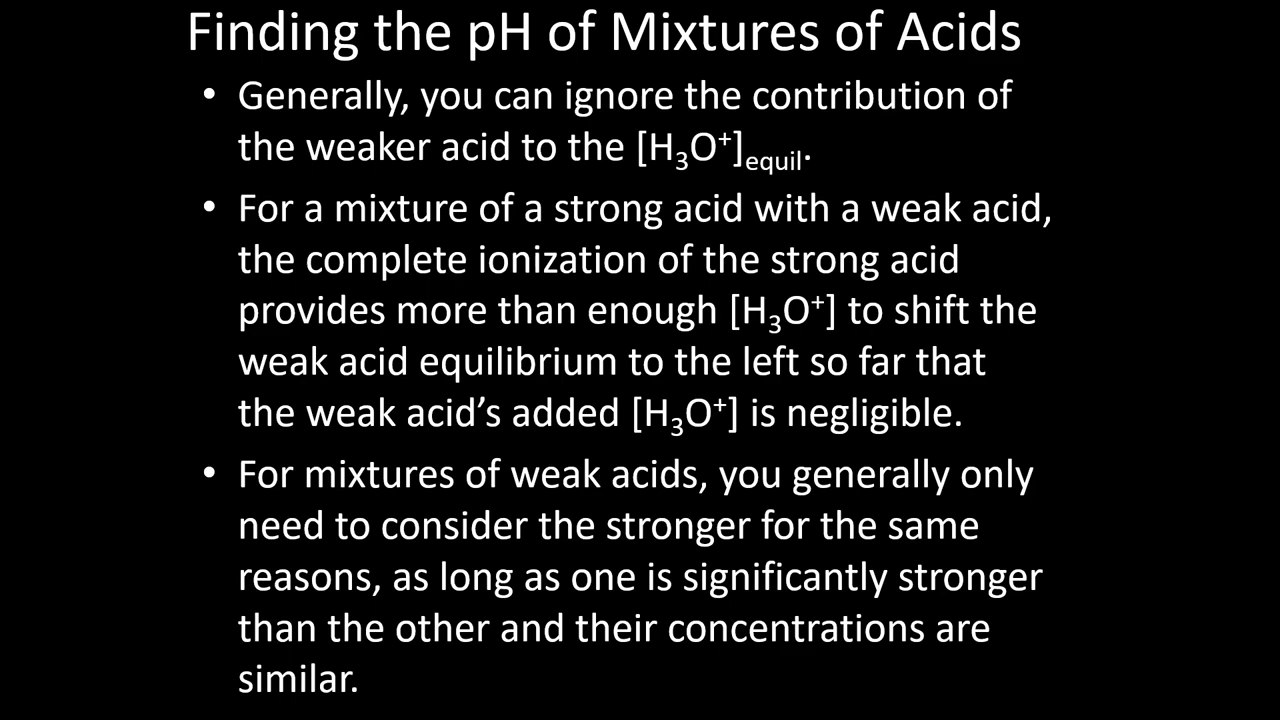 Finding the pH of Mixtures of Acids
• Generally, you can ignore the contribution of
the weaker acid to the [H₃O⁺]equil.
• For a mixture of a strong acid with a weak acid,
the complete ionization of the strong acid
provides more than enough [H₃O⁺] to shift the
weak acid equilibrium to the left so far that
the weak acid’s added [H₃O⁺] is negligible.
• For mixtures of weak acids, you generally only
need to consider the stronger for the same
reasons, as long as one is significantly stronger
than the other and their concentrations are
similar.